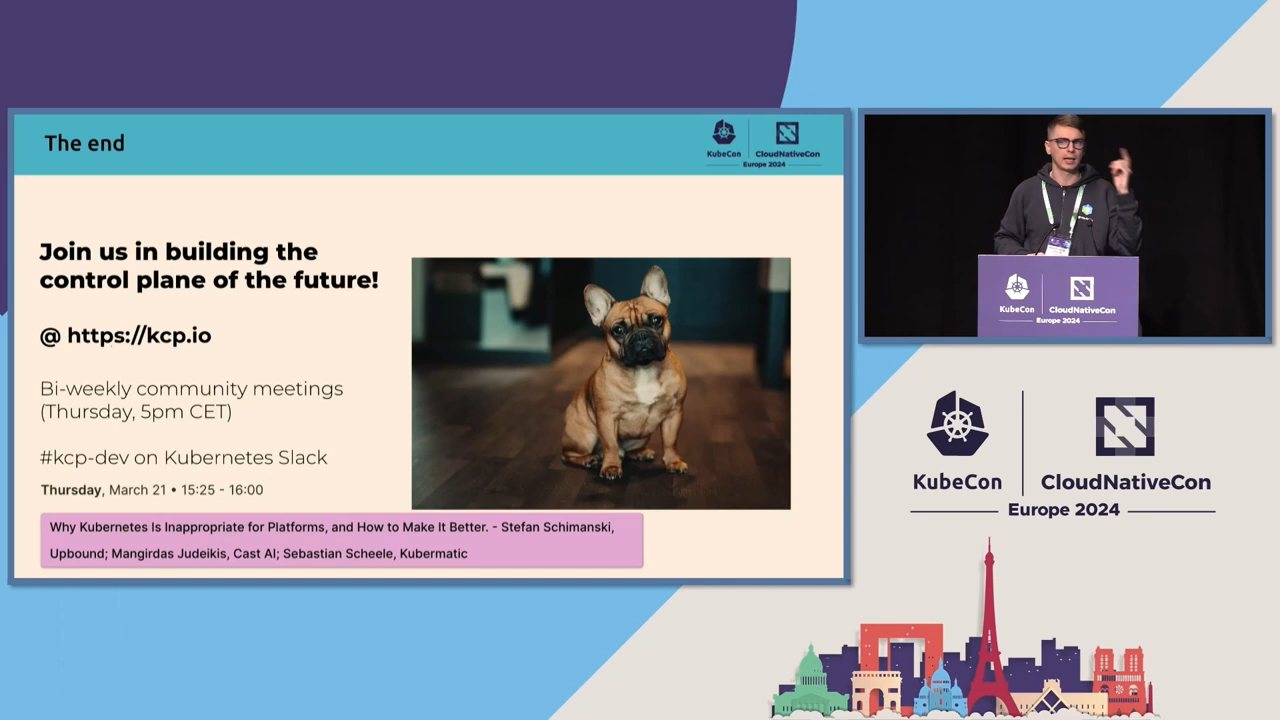 The end
KubeCon
CloudNativeCon
Europe 2024
Join us in building the
control plane of the future!
@ https://kcp.io
Bi-weekly community meetings
(Thursday, 5pm CET)
#kcp-dev on Kubernetes Slack
Thursday, March 21 • 15:25 - 16:00
Why Kubernetes Is Inappropriate for Platforms, and How to Make It Better. - Stefan Schimanski,
Upbound; Mangirdas Judeikis, Cast AI; Sebastian Scheele, Kubermatic
KubeCon
CloudNativeCon
Europe 2024
KubeCon
CloudNativeCon
Europe 2024